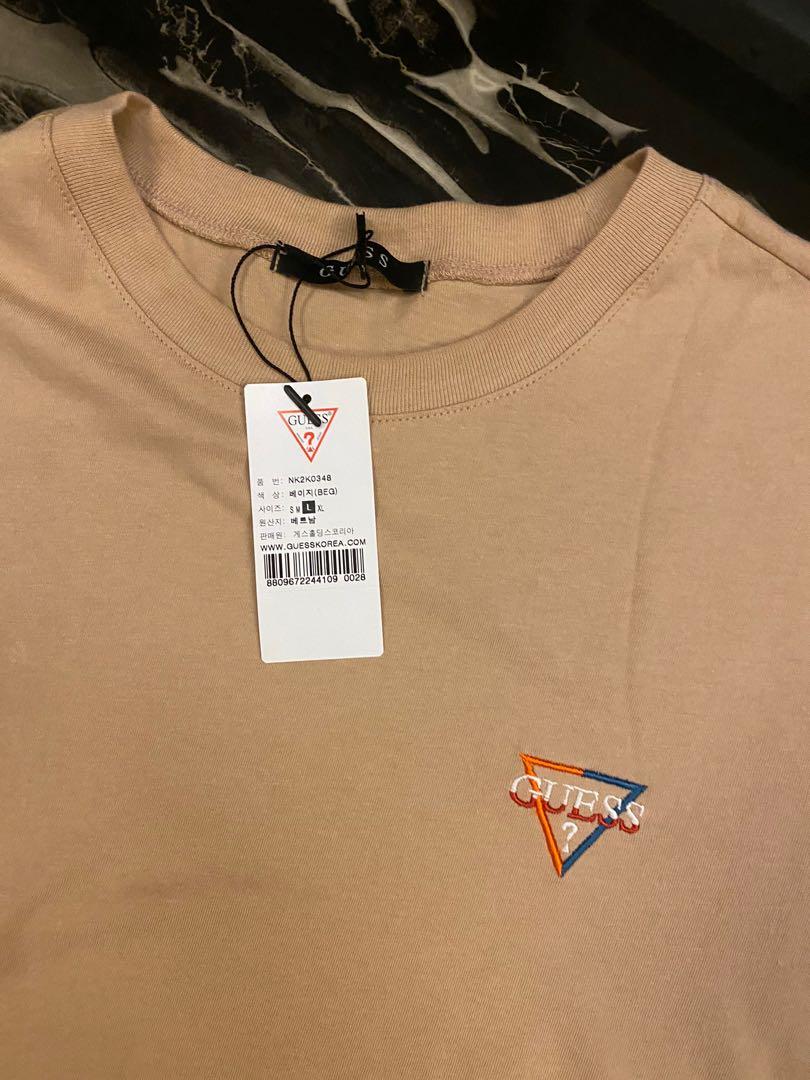 GUESS
GUESS®
?
품 번: NK2K0348
색 상: 베이지(BEG)
사이즈: S M L XL
원산지: 베트남
판매원: 게스홀딩스코리아
WWW.GUESSKOREA.COM
8809672244109 0028
GUESS
?